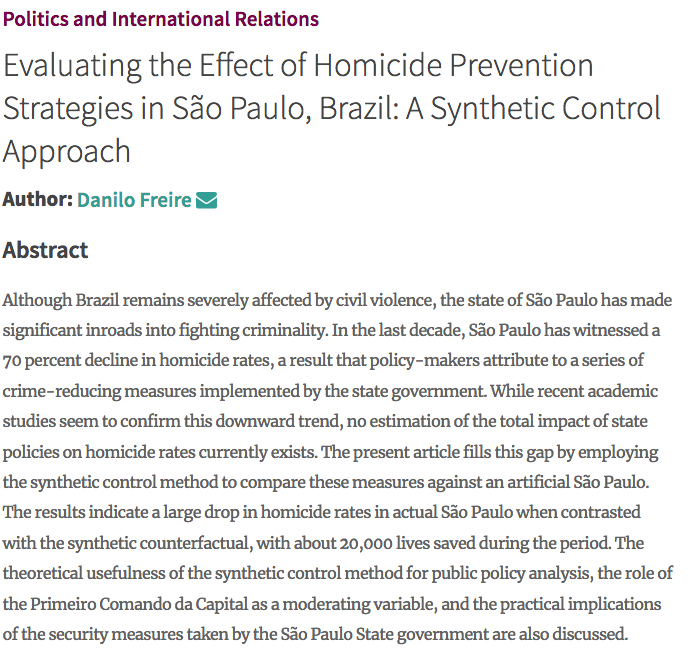 Politics and International Relations
Evaluating the Effect of Homicide Prevention
Strategies in São Paulo, Brazil: A Synthetic Control
Approach
Author: Danilo Freire
Abstract
Although Brazil remains severely affected by civil violence, the state of São Paulo has made
significant inroads into fighting criminality. In the last decade, São Paulo has witnessed a
70 percent decline in homicide rates, a result that policy-makers attribute to a series of
crime-reducing measures implemented by the state government. While recent academic
studies seem to confirm this downward trend, no estimation of the total impact of state
policies on homicide rates currently exists. The present article fills this gap by employing
the synthetic control method to compare these measures against an artificial São Paulo.
The results indicate a large drop in homicide rates in actual São Paulo when contrasted
with the synthetic counterfactual, with about 20,000 lives saved during the period. The
theoretical usefulness of the synthetic control method for public policy analysis, the role of
the Primeiro Comando da Capital as a moderating variable, and the practical implications
of the security measures taken by the São Paulo State government are also discussed.